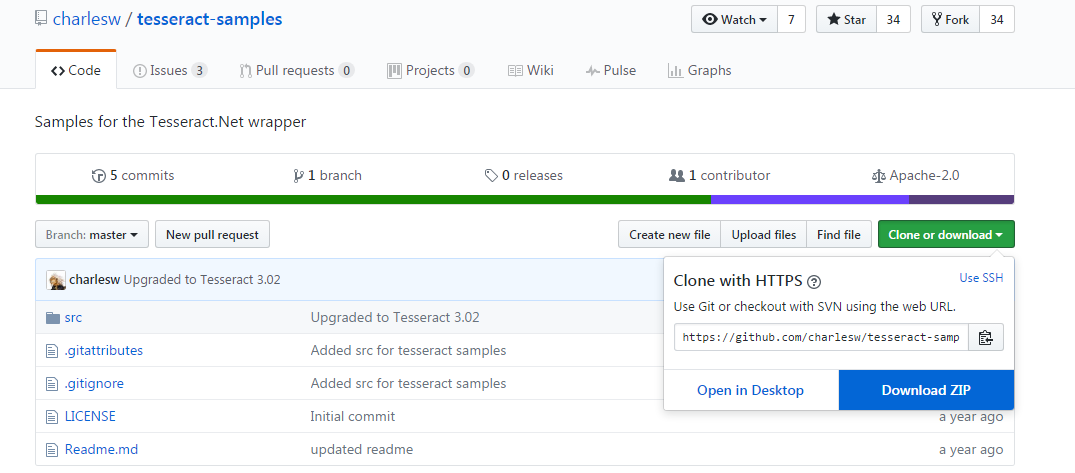 charlesw / tesseract-samples
Watch 7 Star 34 Fork 34
Code Issues 3 Pull requests 0 Projects 0 Wiki Pulse Graphs
Samples for the Tesseract.Net wrapper
5 commits 1 branch 0 releases 1 contributor Apache-2.0
Branch: master New pull request Create new file Upload files Find file Clone or download
charlesw Upgraded to Tesseract 3.02
Clone with HTTPS ? Use SSH
Use Git or checkout with SVN using the web URL.
https://github.com/charlesw/tesseract-samp
Open in Desktop Download ZIP
src Upgraded to Tesseract 3.02
.gitattributes Added src for tesseract samples
.gitignore Added src for tesseract samples
LICENSE Initial commit a year ago
Readme.md updated readme a year ago